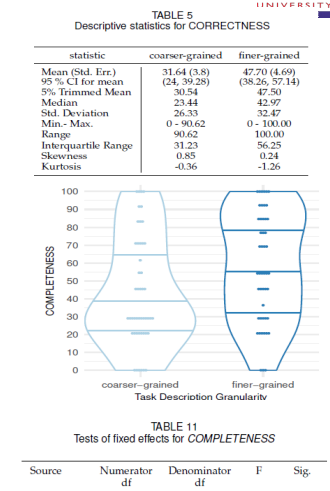 UNIVERSITY
TABLE 5
Descriptive statistics for CORRECTNESS
statistic coarser-grained finer-grained
Mean (Std. Err.) 31.64 (3.8) 47.70 (4.69)
95 % CI for mean (24, 39.28) (38.26, 57.14)
5% Trimmed Mean 30.54 47.50
Median 23.44 42.97
Std. Deviation 26.33 32.47
Min.- Max. 0 - 90.62 0 - 100.00
Range 90.62 100.00
Interquartile Range 31.23 56.25
Skewness 0.85 0.24
Kurtosis -0.36 -1.26
100
90
80
70
60
50
40
30
20
10
0
COMPLETENESS
coarser-grained finer-grained
Task Description Granularity
TABLE 11
Tests of fixed effects for COMPLETENESS
Source Numerator Denominator F Sig.
df df